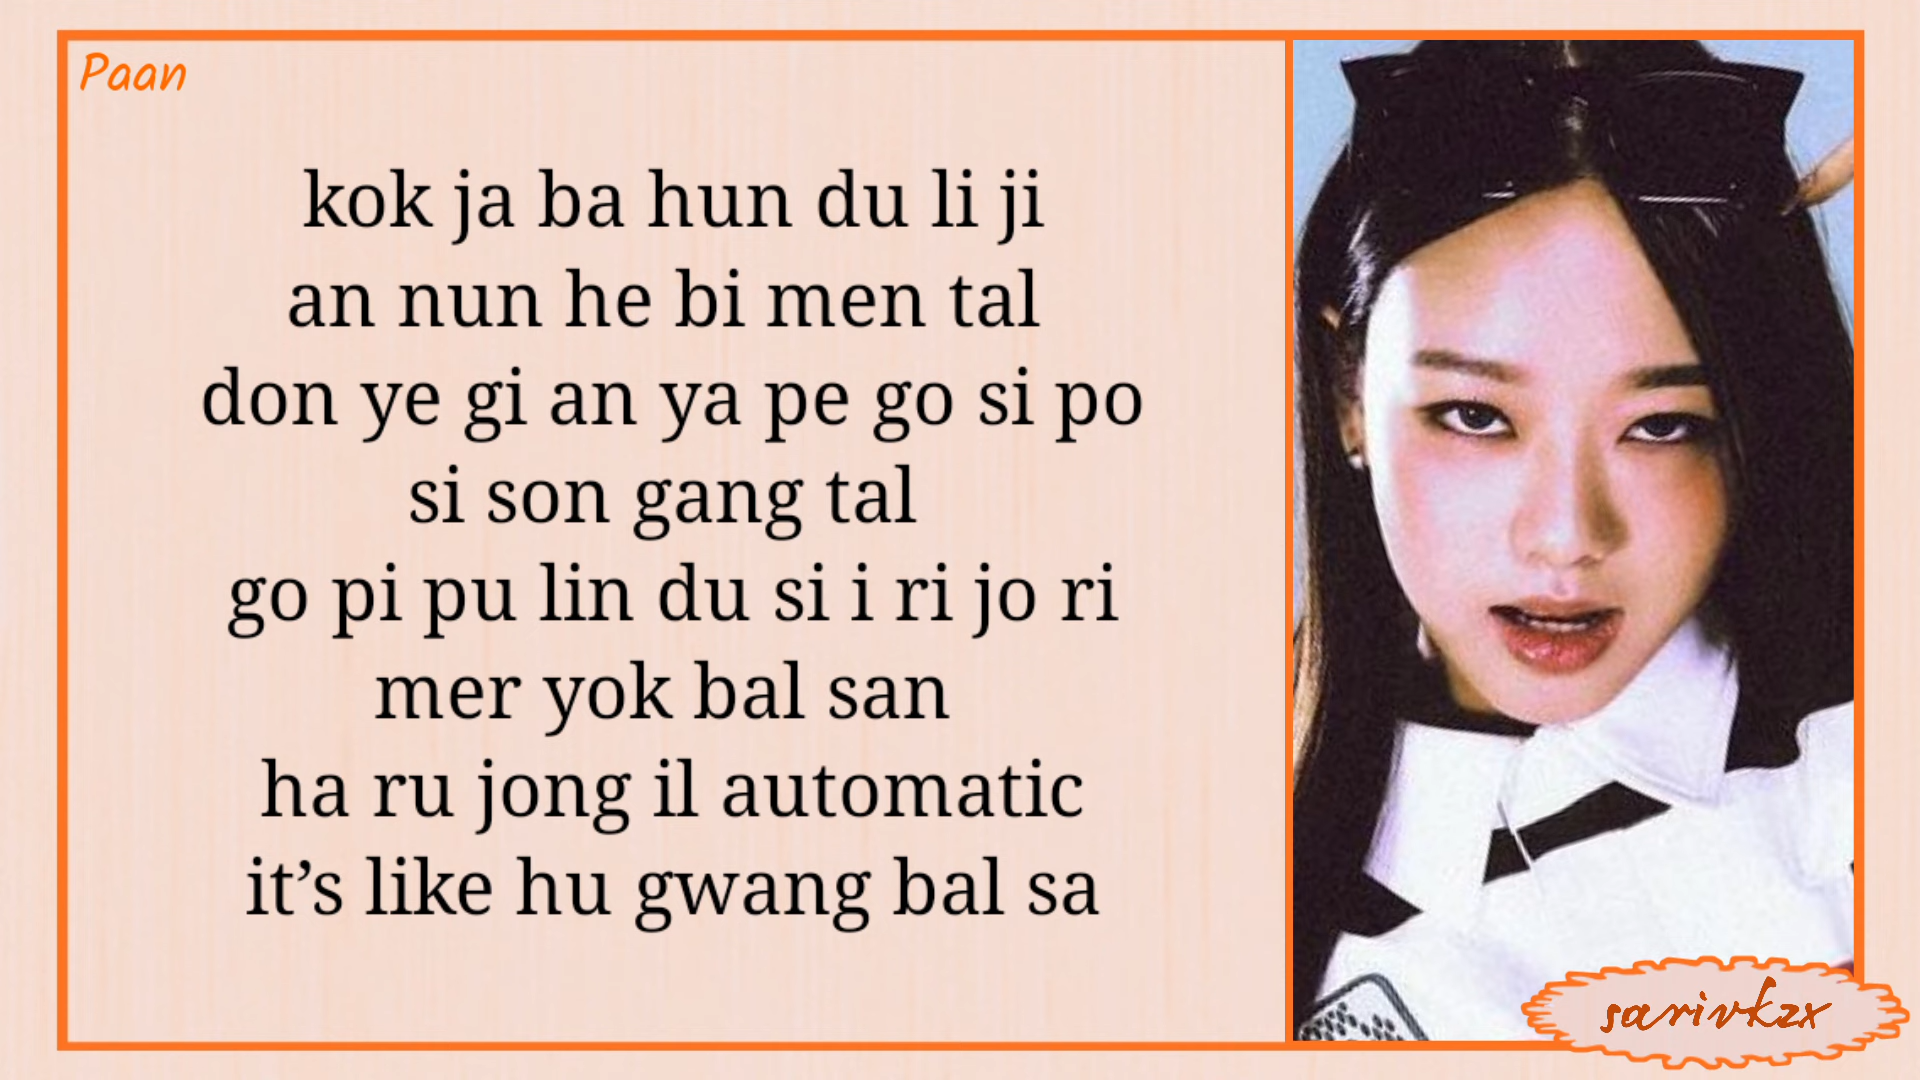 Paan
kok ja ba hun du li ji
an nun he bi men tal
don ye gi an ya pe go si po
si son gang tal
go pi pu lin du si i ri jo ri
mer yok bal san
ha ru jong il automatic
it’s like hu gwang bal sa
sarivkzx